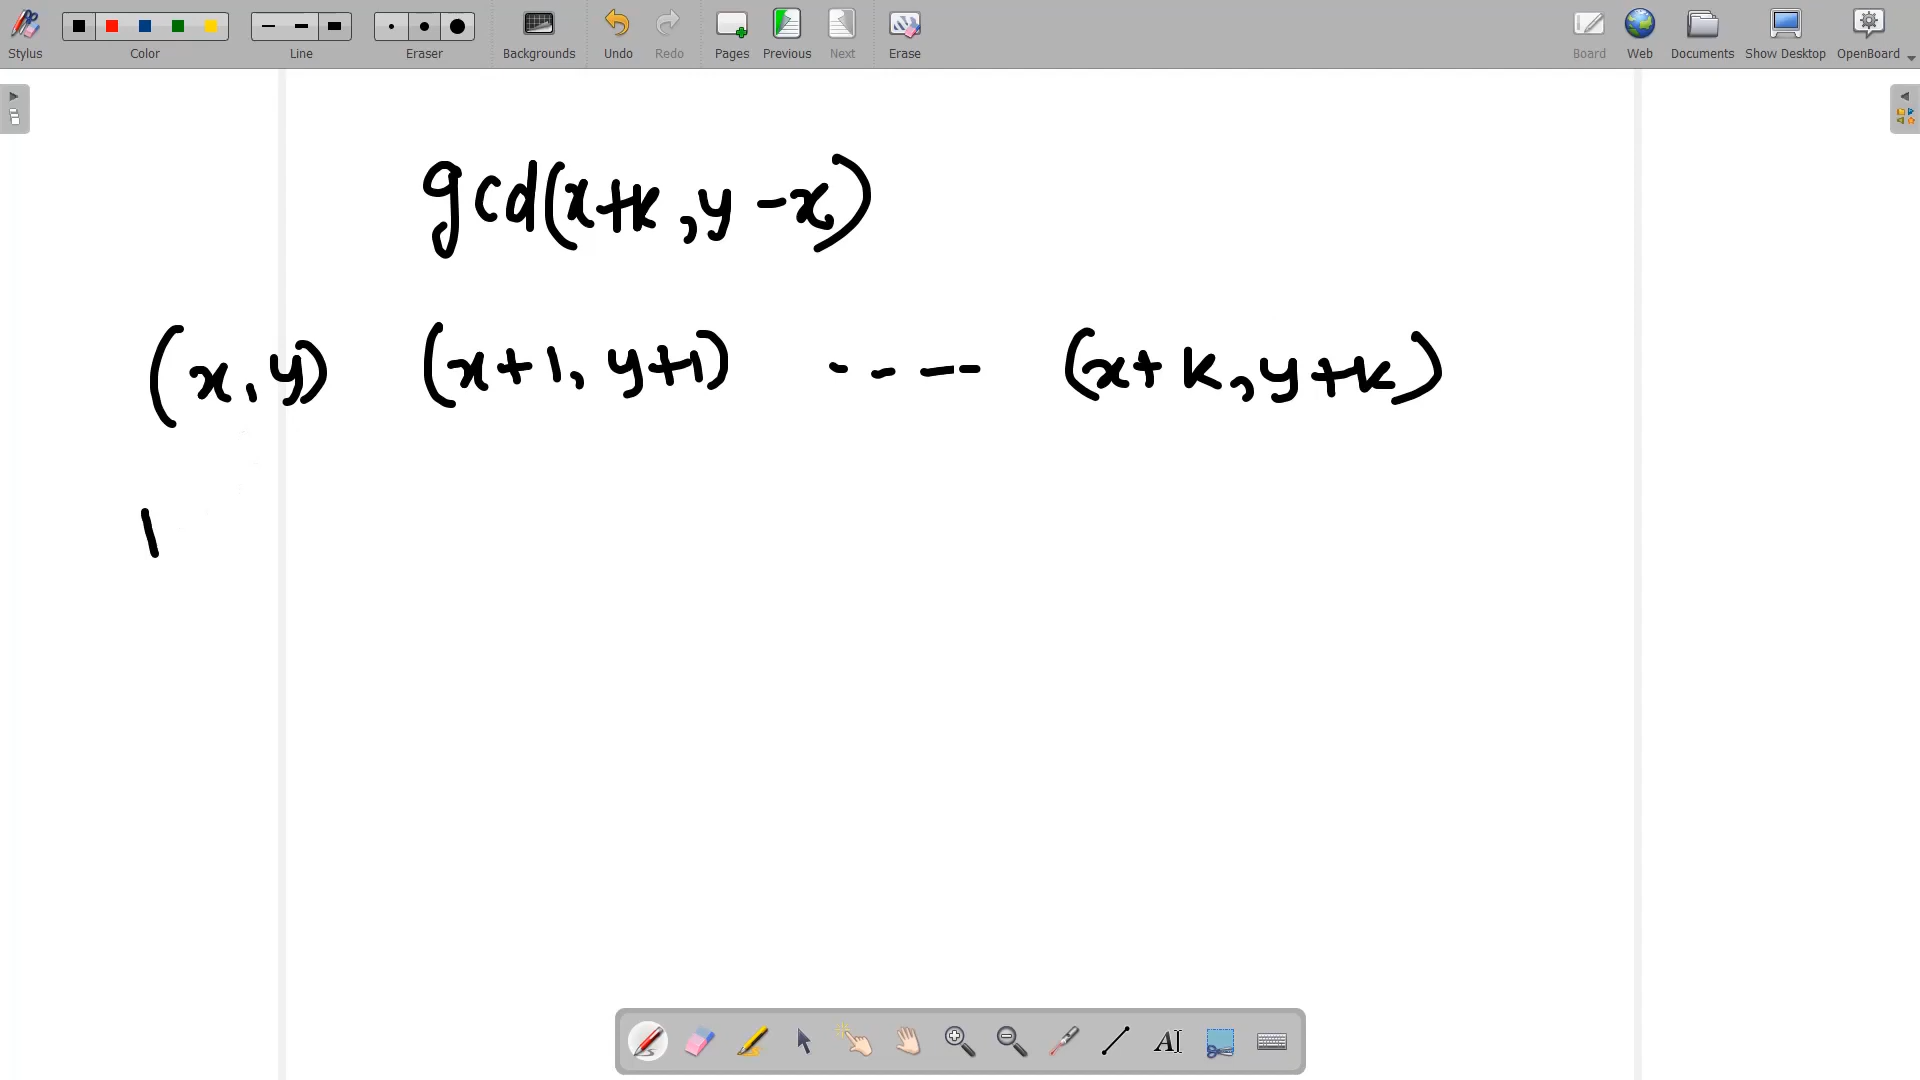 Stylus Color Line Eraser Backgrounds Undo Redo Pages Previous Next Erase Board Web Documents Show Desktop OpenBoard
gcd(x+k, y-x)
(x, y) (x+1, y+1) ----- (x+k, y+k)
\
A